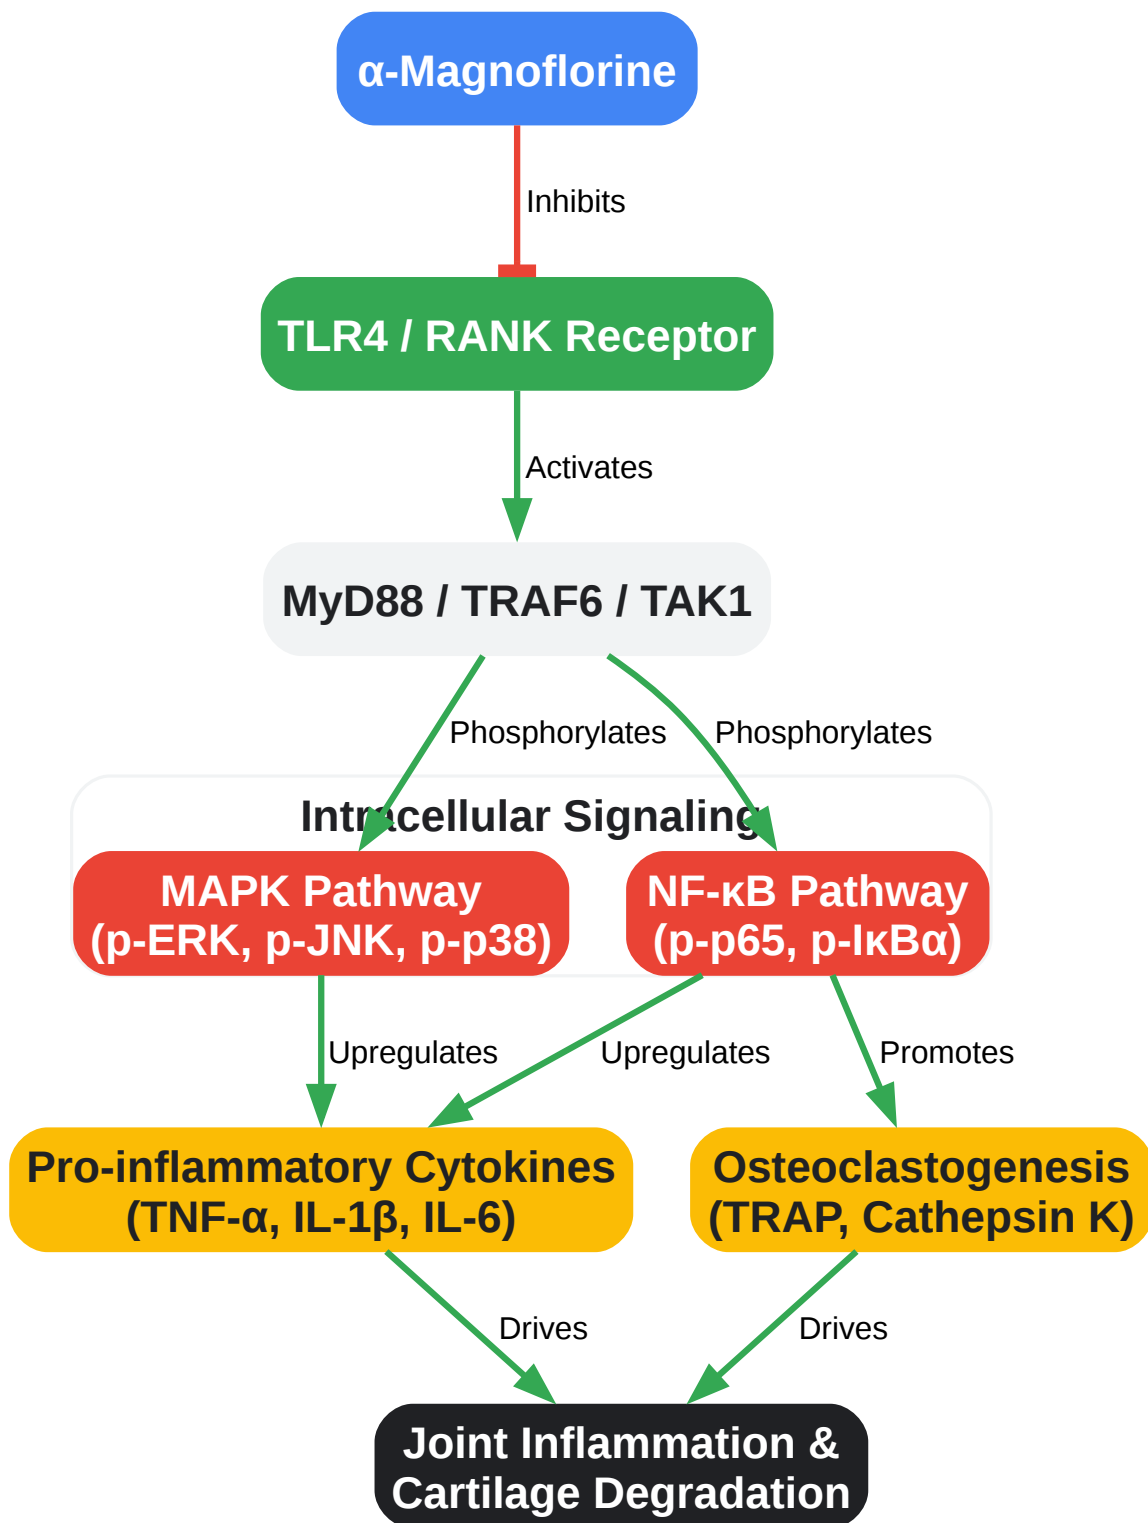 α-Magnoflorine
Inhibits
TLR4 / RANK Receptor
Activates
MyD88 / TRAF6 / TAK1
Phosphorylates
Phosphorylates
Intracellular Signaling
MAPK Pathway
(p-ERK, p-JNK, p-p38)
NF-κB Pathway
(p-p65, p-IκBα)
Upregulates
Upregulates
Promotes
Pro-inflammatory Cytokines
(TNF-α, IL-1β, IL-6)
Osteoclastogenesis
(TRAP, Cathepsin K)
Drives
Drives
Joint Inflammation &
Cartilage Degradation